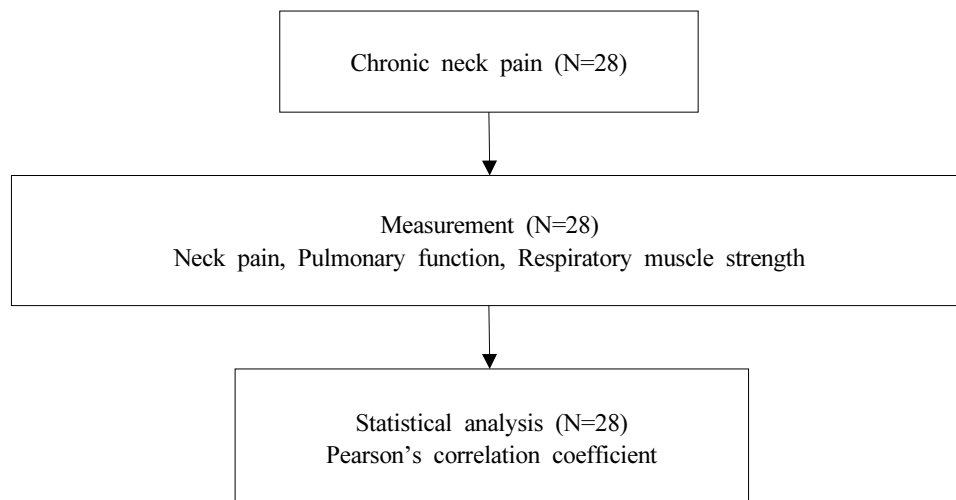 Chronic neck pain (N=28)
Measurement (N=28)
Neck pain, Pulmonary function, Respiratory muscle strength
Statistical analysis (N=28)
Pearson’s correlation coefficient